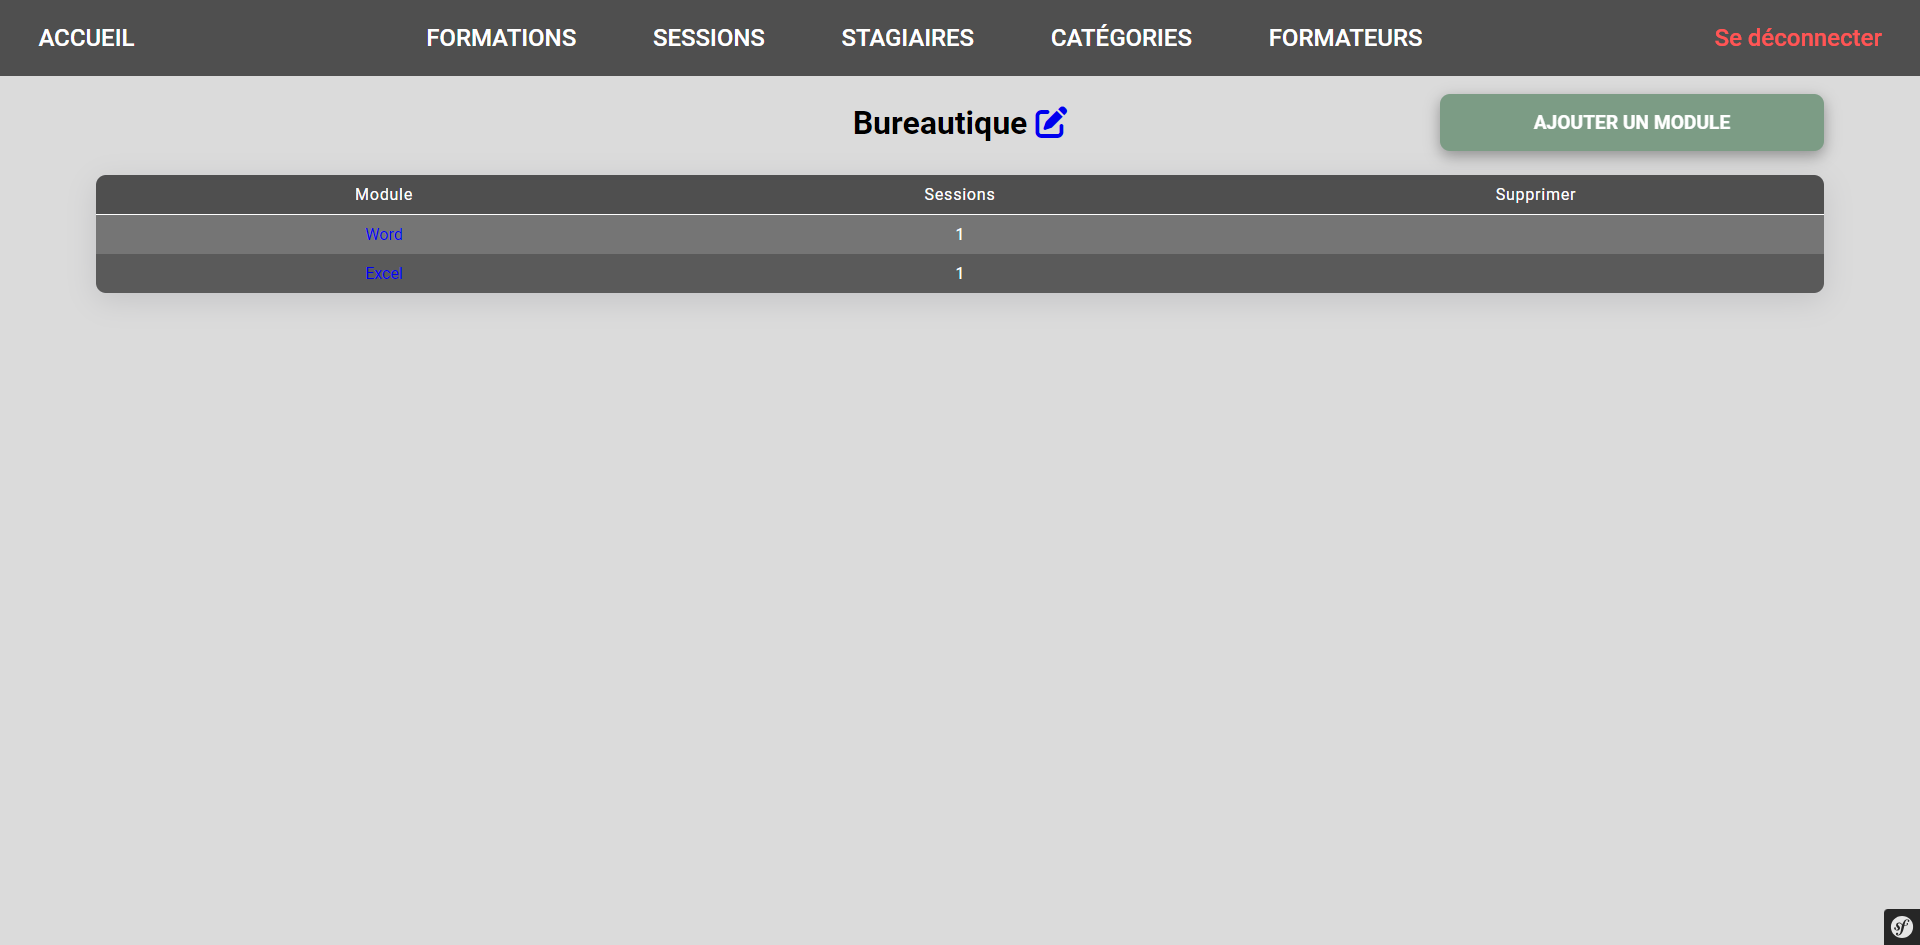 ACCUEIL FORMATIONS SESSIONS STAGIAIRES CATÉGORIES FORMATEURS Se déconnecter
Bureautique AJOUTER UN MODULE
Module Sessions Supprimer
Word 1
Excel 1
sf